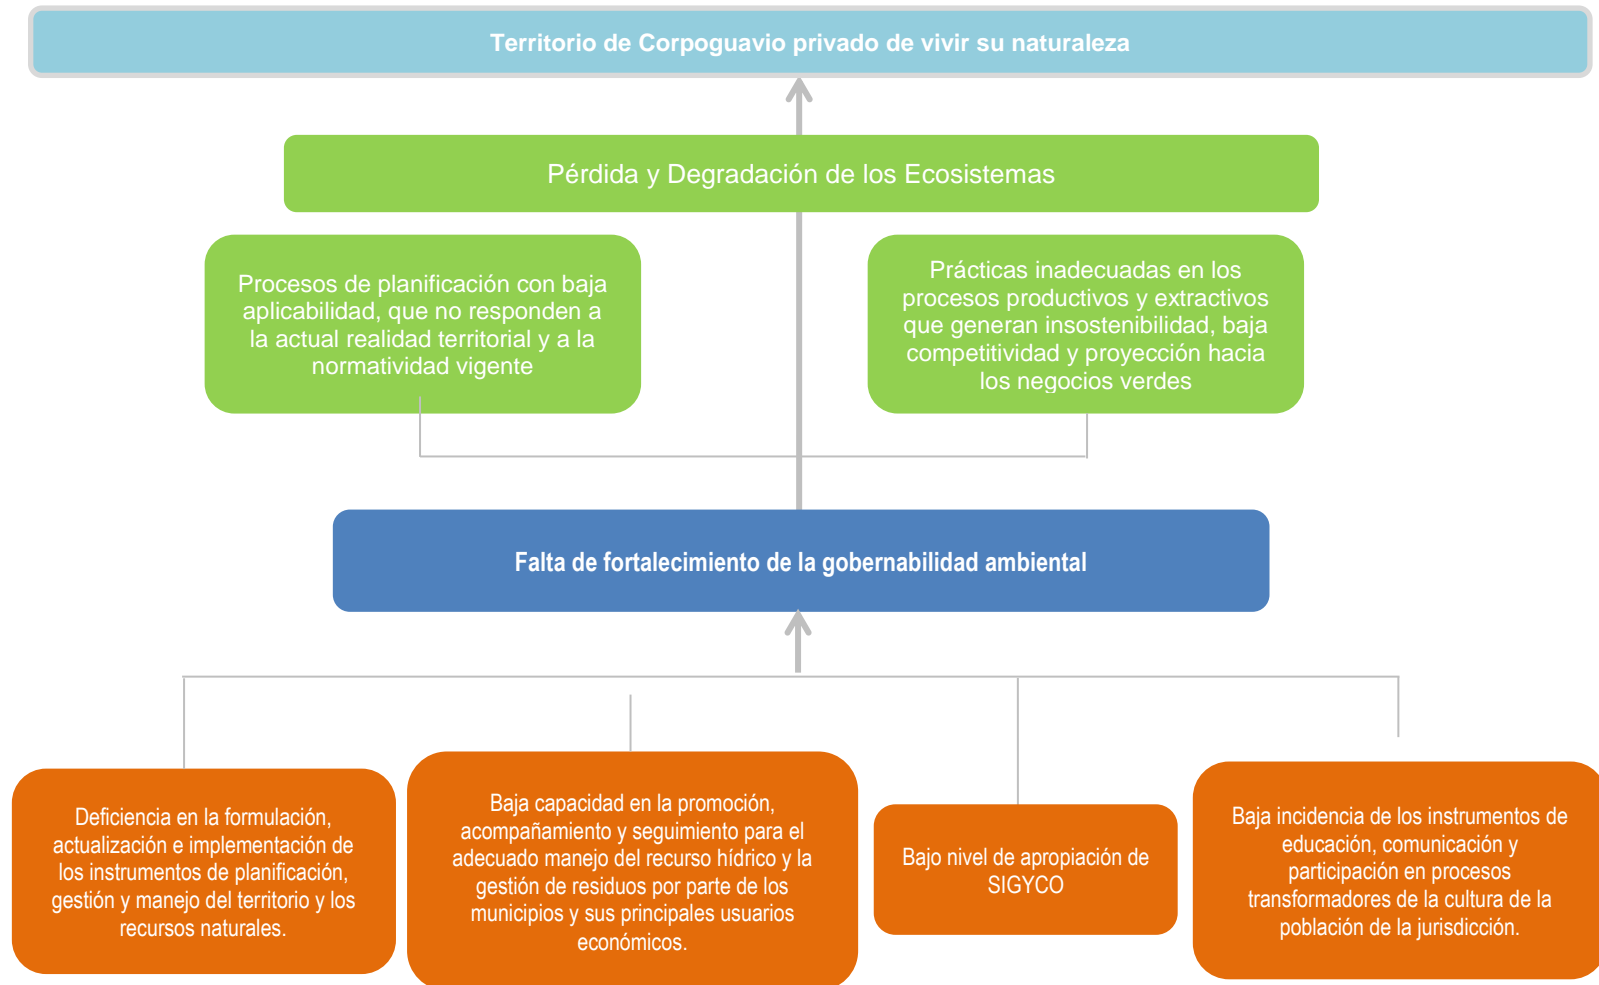 Territorio de Corpoguavio privado de vivir su naturaleza
Pérdida y Degradación de los Ecosistemas
Procesos de planificación con baja
aplicabilidad, que no responden a
la actual realidad territorial y a la
normatividad vigente
Prácticas inadecuadas en los
procesos productivos y extractivos
que generan insostenibilidad, baja
competitividad y proyección hacia
los negocios verdes
Falta de fortalecimiento de la gobernabilidad ambiental
Deficiencia en la formulación,
actualización e implementación de
los instrumentos de planificación,
gestión y manejo del territorio y los
recursos naturales.
Baja capacidad en la promoción,
acompañamiento y seguimiento para el
adecuado manejo del recurso hídrico y la
gestión de residuos por parte de los
municipios y sus principales usuarios
económicos.
Bajo nivel de apropiación de
SIGYCO
Baja incidencia de los instrumentos de
educación, comunicación y
participación en procesos
transformadores de la cultura de la
población de la jurisdicción.